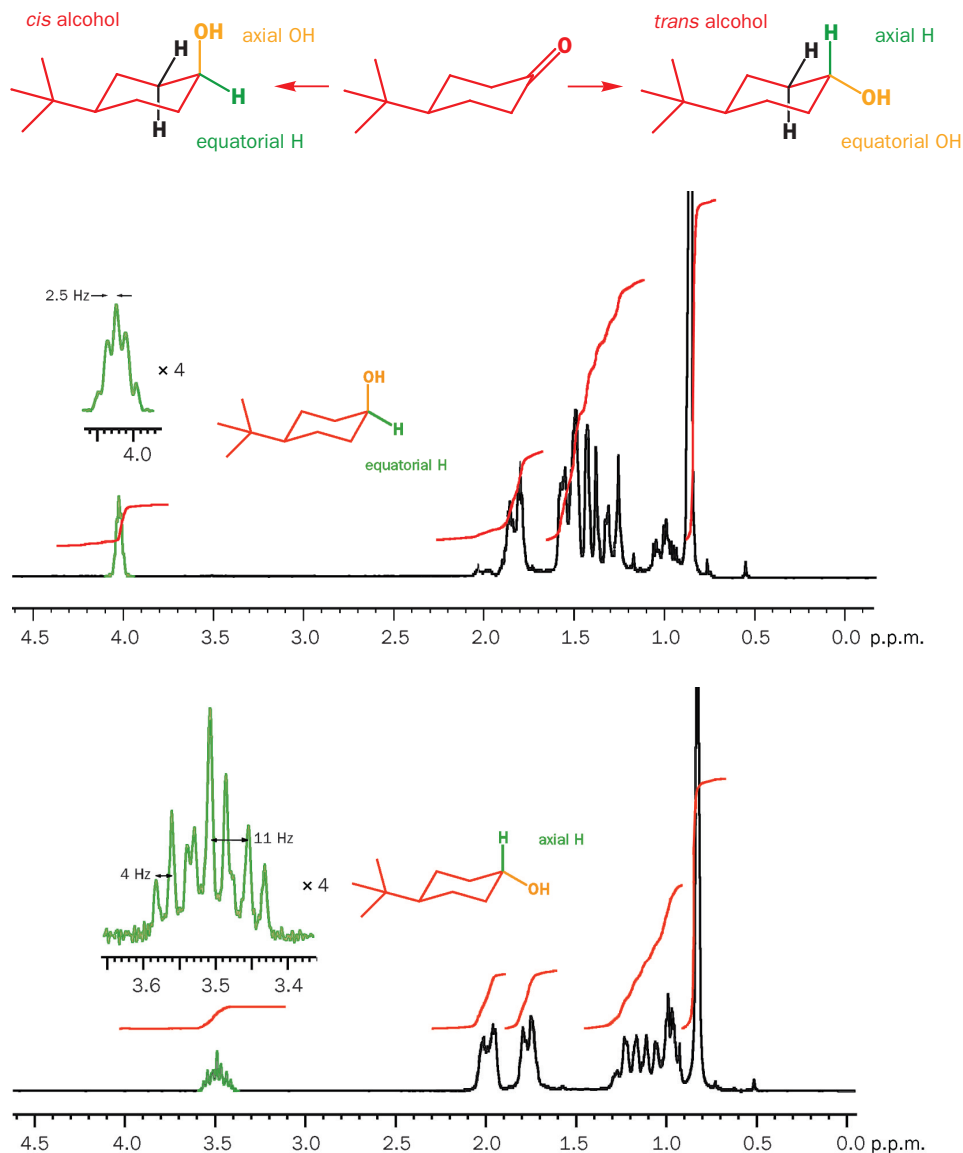 cis alcohol
OH
axial OH
H
H
H
equatorial H
O
trans alcohol
H
axial H
H
OH
H
equatorial OH
2.5 Hz
× 4
4.0
OH
H
equatorial H
4.5 4.0 3.5 3.0 2.5 2.0 1.5 1.0 0.5 0.0 p.p.m.
11 Hz
4 Hz
× 4
3.6 3.5 3.4
H
axial H
OH
4.5 4.0 3.5 3.0 2.5 2.0 1.5 1.0 0.5 0.0 p.p.m.